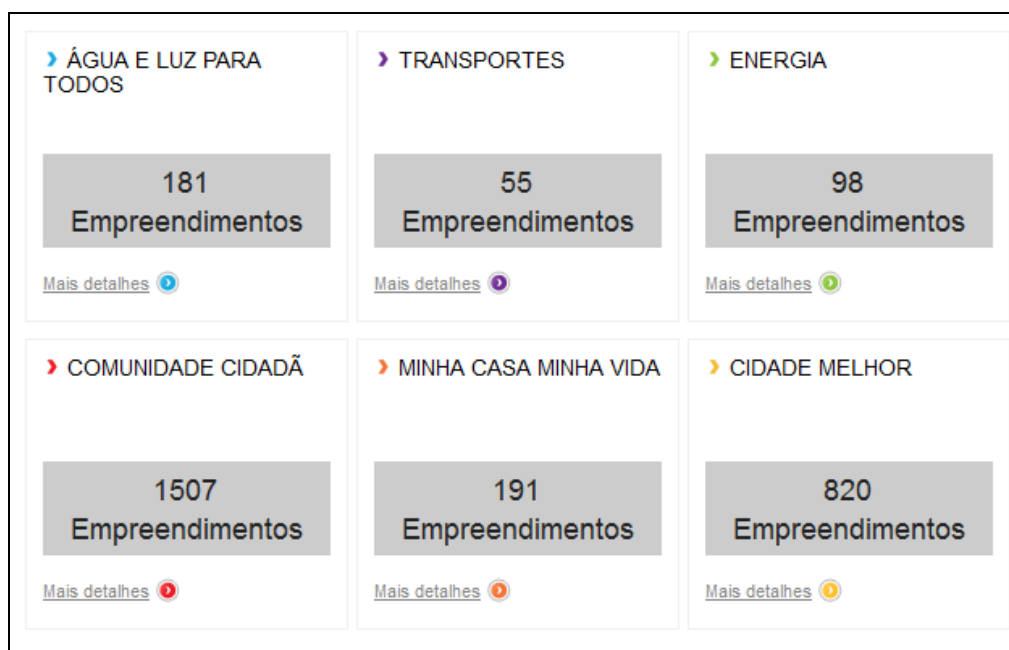 ÁGUA E LUZ PARA
TODOS
181
Empreendimentos
Mais detalhes
TRANSPORTES
55
Empreendimentos
Mais detalhes
ENERGIA
98
Empreendimentos
Mais detalhes
COMUNIDADE CIDADÃ
1507
Empreendimentos
Mais detalhes
MINHA CASA MINHA VIDA
191
Empreendimentos
Mais detalhes
CIDADE MELHOR
820
Empreendimentos
Mais detalhes